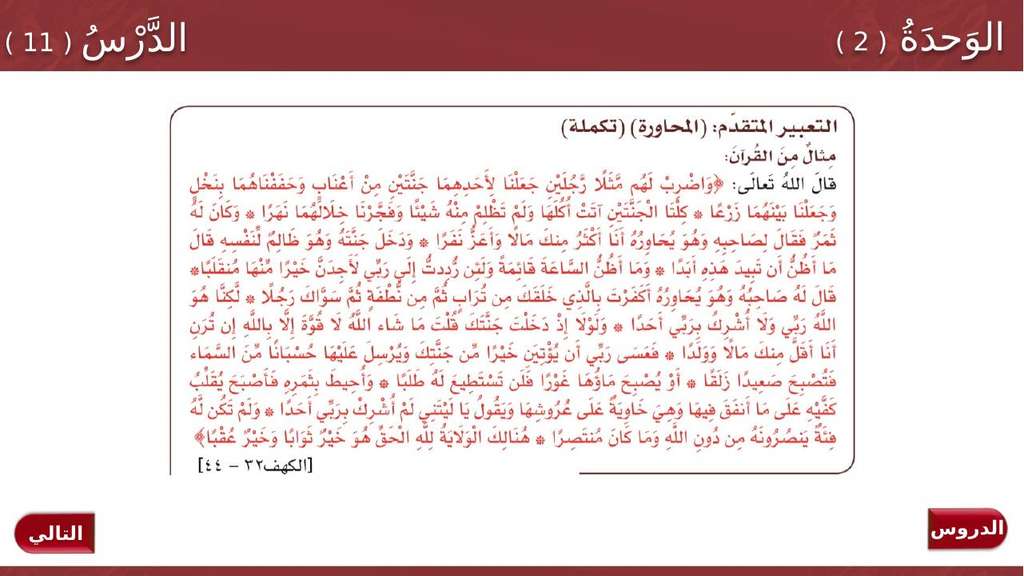 الوَحدَةُ ( 2 )
الدَّرْسُ ( 11 )
التعبير المتقدّم: (المحاورة) (تكملة)
مِثالٌ مِنَ القُرآنَ:
قالَ اللهُ تَعالَى: ﴿وَاضْرِبْ لَهُم مَّثَلًا رَّجُلَيْنِ جَعَلْنَا لِأَحَدِهِمَا جَنَّتَيْنِ مِنْ أَعْنَابٍ وَحَفَفْنَاهُمَا بِنَخْلٍ
وَجَعَلْنَا بَيْنَهُمَا زَرْعًا * كِلْتَا الْجَنَّتَيْنِ آتَتْ أُكُلَهَا وَلَمْ تَظْلِمْ مِنْهُ شَيْئًا وَفَجَّرْنَا خِلَالَهُمَا نَهَرًا * وَكَانَ لَهُ
ثَمَرٌ فَقَالَ لِصَاحِبِهِ وَهُوَ يُحَاوِرُهُ أَنَا أَكْثَرُ مِنكَ مَالًا وَأَعَزُّ نَفَرًا * وَدَخَلَ جَنَّتَهُ وَهُوَ ظَالِمٌ لِّنَفْسِهِ قَالَ
مَا أَظُنُّ أَن تَبِيدَ هَذِهِ أَبَدًا * وَمَا أَظُنُّ السَّاعَةَ قَائِمَةً وَلَئِن رُّدِدتُّ إِلَى رَبِّي لَأَجِدَنَّ خَيْرًا مِّنْهَا مُنقَلَبًا*
قَالَ لَهُ صَاحِبُهُ وَهُوَ يُحَاوِرُهُ أَكَفَرْتَ بِالَّذِي خَلَقَكَ مِن تُرَابٍ ثُمَّ مِن نُّطْفَةٍ ثُمَّ سَوَّاكَ رَجُلًا * لَّكِنَّا هُوَ
اللَّهُ رَبِّي وَلَا أُشْرِكُ بِرَبِّي أَحَدًا * وَلَوْلَا إِذْ دَخَلْتَ جَنَّتَكَ قُلْتَ مَا شَاء اللَّهُ لَا قُوَّةَ إِلَّا بِاللَّهِ إِن تُرَنِ
أَنَا أَقَلَّ مِنكَ مَالًا وَوَلَدًا * فَعَسَى رَبِّي أَن يُؤْتِيَنِ خَيْرًا مِّن جَنَّتِكَ وَيُرْسِلَ عَلَيْهَا حُسْبَانًا مِّنَ السَّمَاء
فَتُصْبِحَ صَعِيدًا زَلَقًا * أَوْ يُصْبِحَ مَاؤُهَا غَوْرًا فَلَن تَسْتَطِيعَ لَهُ طَلَبًا * وَأُحِيطَ بِثَمَرِهِ فَأَصْبَحَ يُقَلِّبُ
كَفَّيْهِ عَلَى مَا أَنفَقَ فِيهَا وَهِيَ خَاوِيَةٌ عَلَى عُرُوشِهَا وَيَقُولُ يَا لَيْتَنِي لَمْ أُشْرِكْ بِرَبِّي أَحَدًا * وَلَمْ تَكُن لَّهُ
فِئَةٌ يَنصُرُونَهُ مِن دُونِ اللَّهِ وَمَا كَانَ مُنتَصِرًا * هُنَالِكَ الْوَلَايَةُ لِلَّهِ الْحَقِّ هُوَ خَيْرٌ ثَوَابًا وَخَيْرٌ عُقْبًا﴾
[الكهف٣٢ – ٤٤]
الدروس
التالي